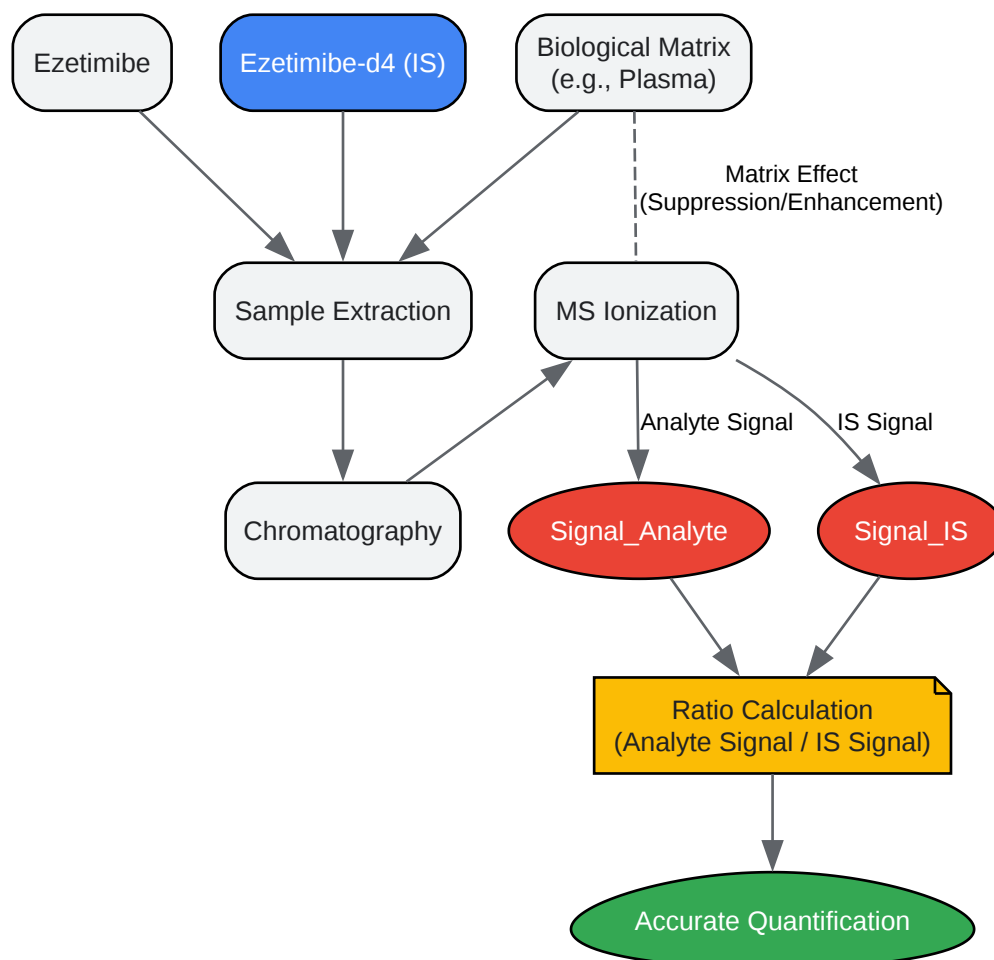 Ezetimibe
Ezetimibe-d4 (IS)
Biological Matrix
(e.g., Plasma)
Matrix Effect
(Suppression/Enhancement)
Sample Extraction
MS Ionization
Analyte Signal
IS Signal
Chromatography
Signal_Analyte
Signal_IS
Ratio Calculation
(Analyte Signal / IS Signal)
Accurate Quantification